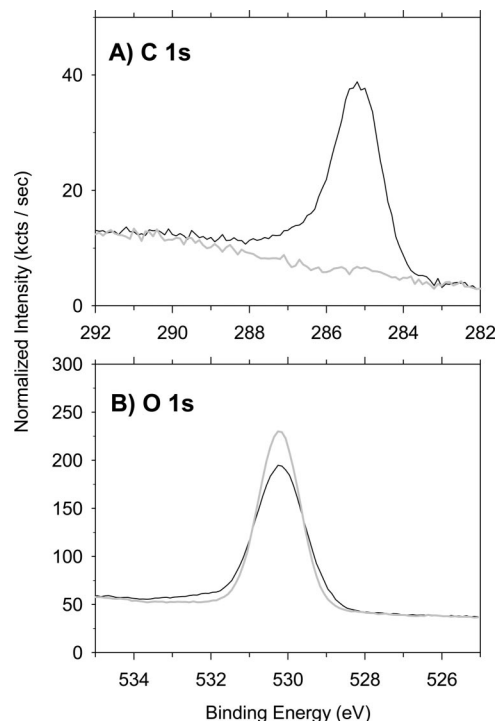 A) C 1s
Normalized Intensity (kcts / sec)
40
20
0
292 290 288 286 284 282
300
B) O 1s
250
200
150
100
50
0
534 532 530 528 526
Binding Energy (eV)